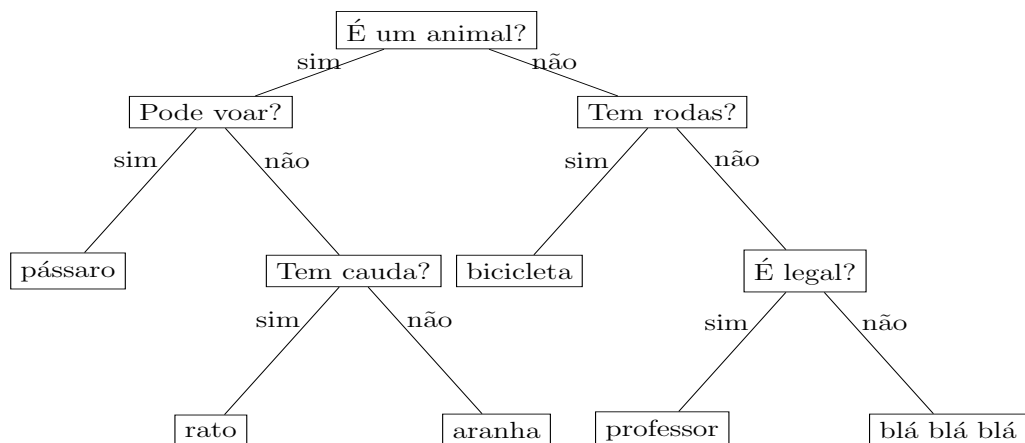 É um animal?
sim
não
Pode voar?
Tem rodas?
sim
não
sim
não
pássaro
Tem cauda?
bicicleta
É legal?
sim
não
sim
não
rato
aranha
professor
blá blá blá